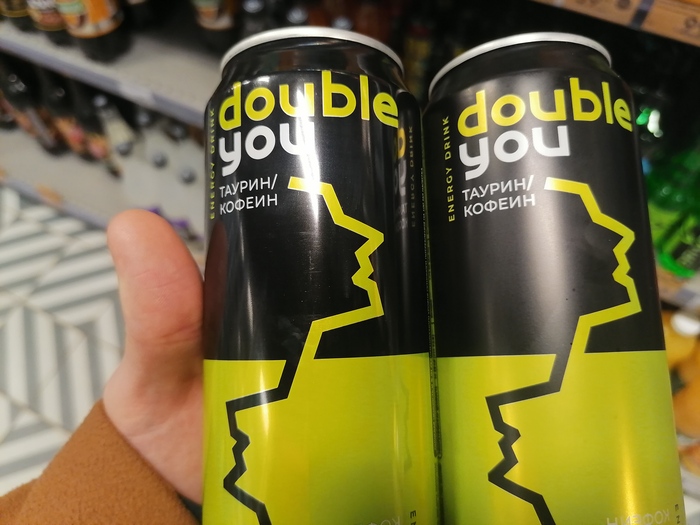 double
you
ENERGY DRINK
ТАУРИН/
КОФЕИН
double
you
ENERGY DRINK
ТАУРИН/
КОФЕИН